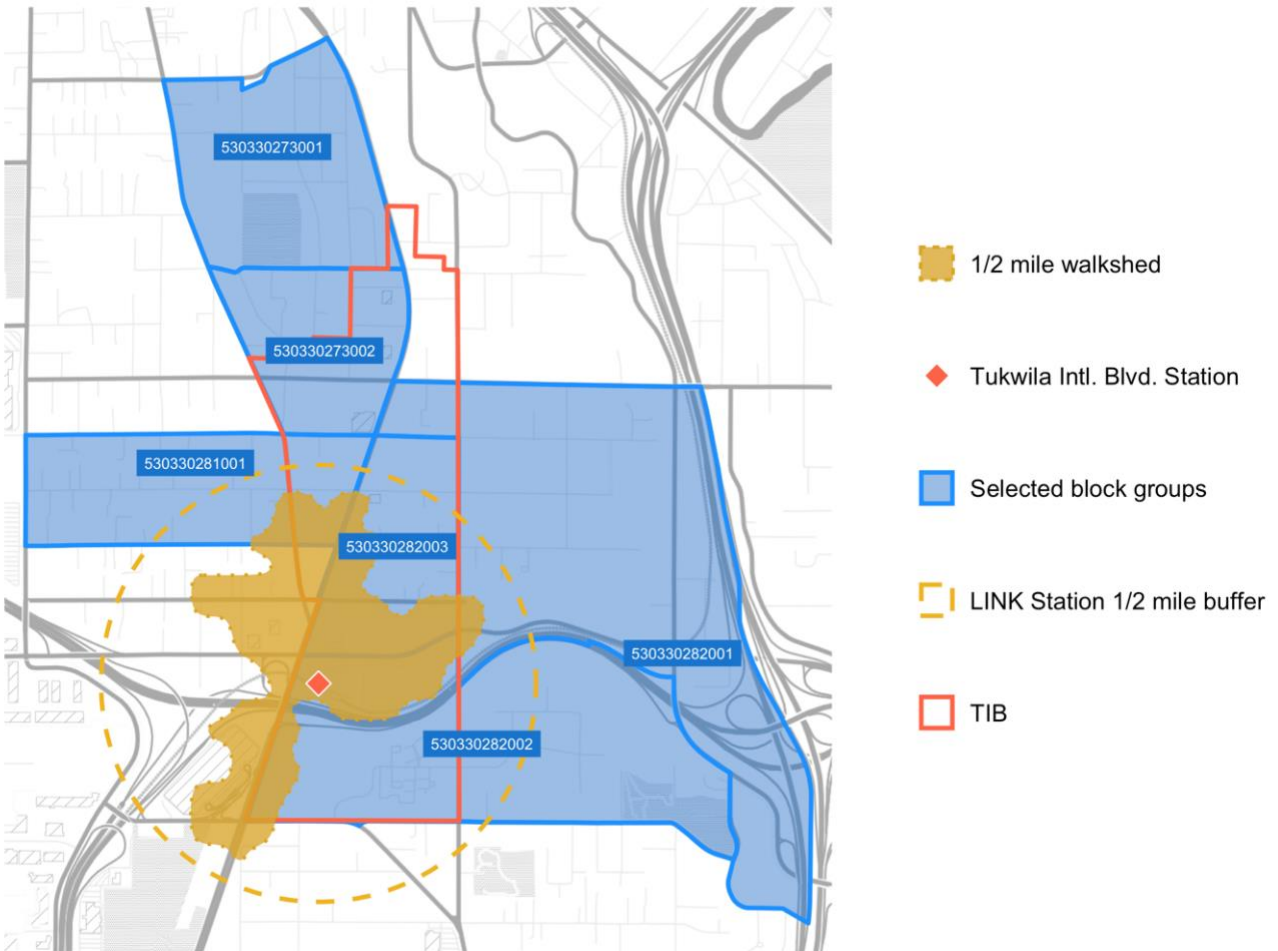 530330273001
530330273002
530330281001
530330282003
530330282001
530330282002
1/2 mile walkshed
Tukwila Intl. Blvd. Station
Selected block groups
LINK Station 1/2 mile buffer
TIB